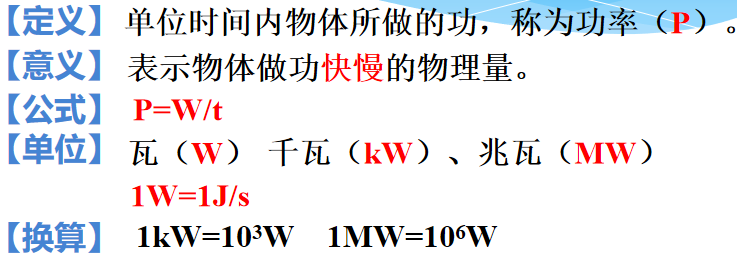 【定义】单位时间内物体所做的功，称为功率（P）。
【意义】表示物体做功快慢的物理量。
【公式】P=W/t
【单位】瓦（W） 千瓦（kW）、兆瓦（MW）
1W=1J/s
【换算】1kW=10³W 1MW=10⁶W